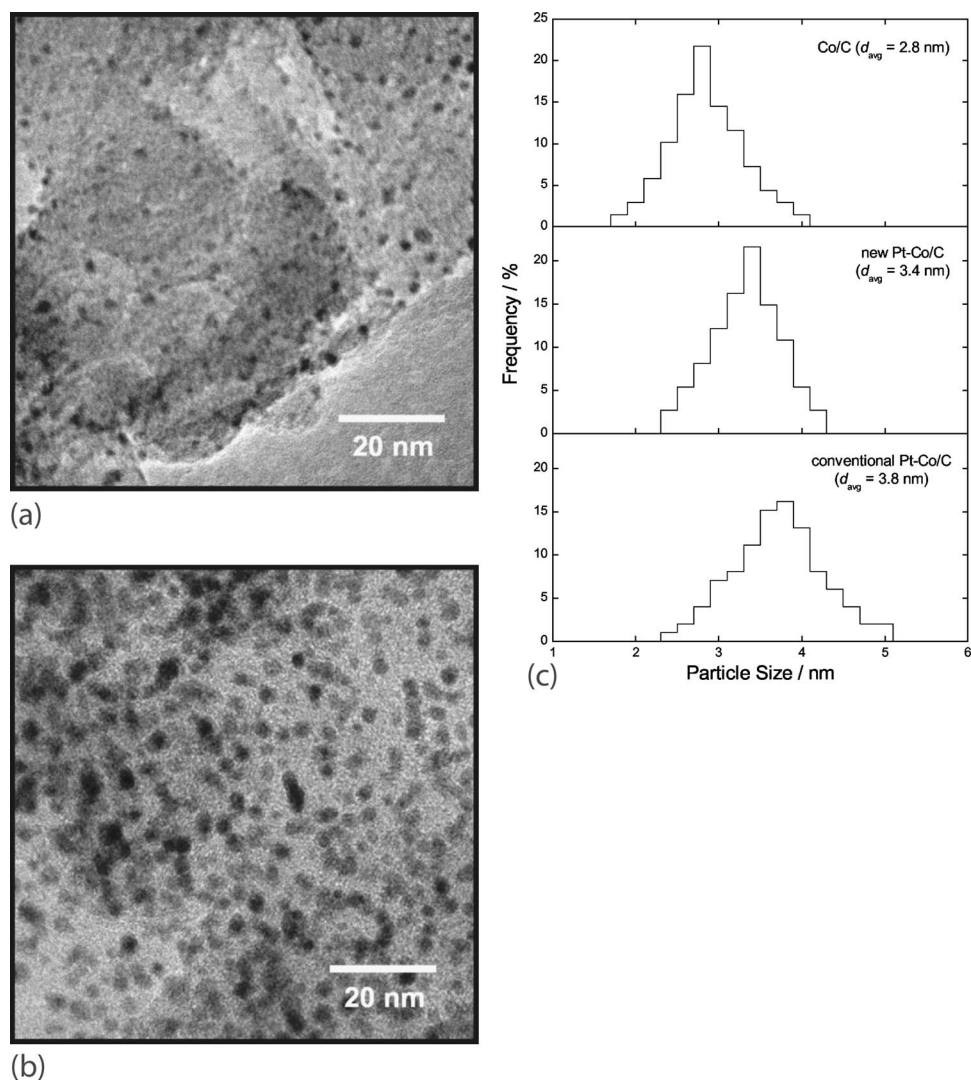 20 nm
(a)
20 nm
(b)
25
20
15
10
5
0
Co/C (davg = 2.8 nm)
20
15
10
5
0
new Pt-Co/C
(davg = 3.4 nm)
20
15
10
5
0
conventional Pt-Co/C
(davg = 3.8 nm)
Frequency / %
1 2 3 4 5 6
Particle Size / nm
(c)